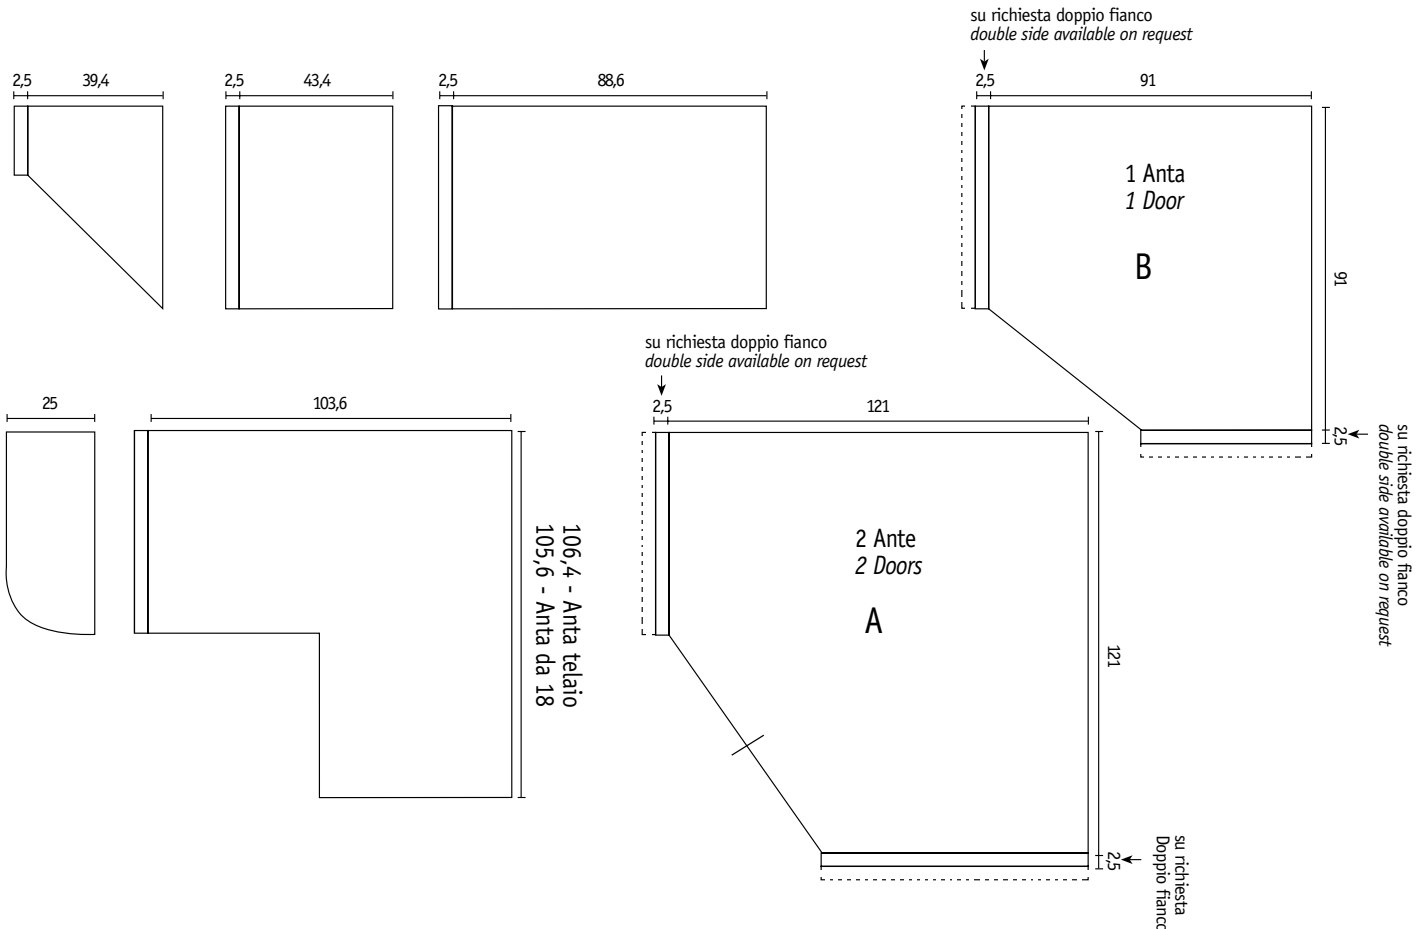 su richiesta doppio fianco
double side available on request
2,5 39,4
2,5 43,4
2,5 88,6
2,5 91
1 Anta
1 Door
B
91
2,5
su richiesta doppio fianco
double side available on request
su richiesta doppio fianco
double side available on request
25
103,6
106,4 - Anta telaio
105,6 - Anta da 18
2,5 121
2 Ante
2 Doors
A
121
2,5
su richiesta
Doppio fianco